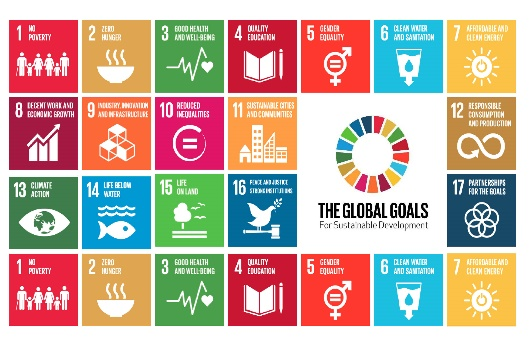 1 NO
POVERTY
2 ZERO
HUNGER
3 GOOD HEALTH
AND WELL-BEING
4 QUALITY
EDUCATION
5 GENDER
EQUALITY
6 CLEAN WATER
AND SANITATION
7 AFFORDABLE AND
CLEAN ENERGY
8 DECENT WORK AND
ECONOMIC GROWTH
9 INDUSTRY, INNOVATION
AND INFRASTRUCTURE
10 REDUCED
INEQUALITIES
11 SUSTAINABLE CITIES
AND COMMUNITIES
12 RESPONSIBLE
CONSUMPTION
AND PRODUCTION
13 CLIMATE
ACTION
14 LIFE BELOW
WATER
15 LIFE
ON LAND
16 PEACE AND JUSTICE
STRONG INSTITUTIONS
THE GLOBAL GOALS
For Sustainable Development
17 PARTNERSHIPS
FOR THE GOALS
1 NO
POVERTY
2 ZERO
HUNGER
3 GOOD HEALTH
AND WELL-BEING
4 QUALITY
EDUCATION
5 GENDER
EQUALITY
6 CLEAN WATER
AND SANITATION
7 AFFORDABLE AND
CLEAN ENERGY